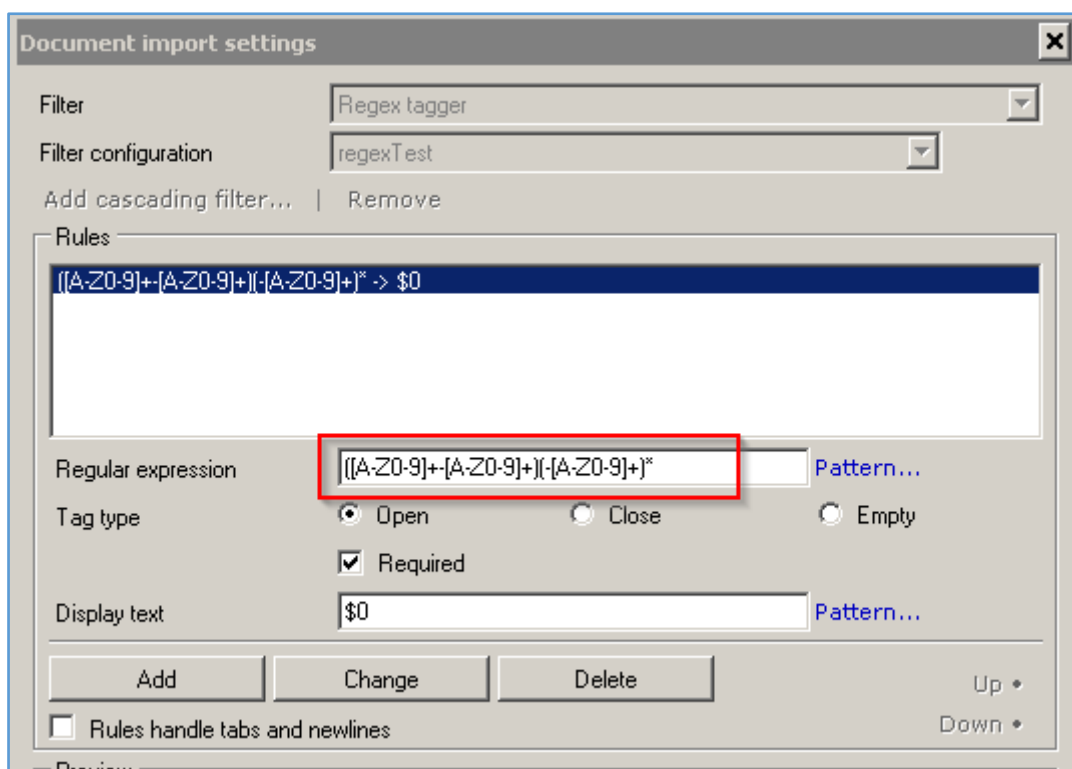 Document import settings
Filter Regex tagger
Filter configuration regexTest
Add cascading filter... | Remove
Rules
([A-Z0-9]+-[A-Z0-9]+)(-[A-Z0-9]+)* -> $0
Regular expression ([A-Z0-9]+-[A-Z0-9]+)(-[A-Z0-9]+)* Pattern...
Tag type Open Close Empty
Required
Display text $0 Pattern...
Add Change Delete Up •
Rules handle tabs and newlines Down •
Preview